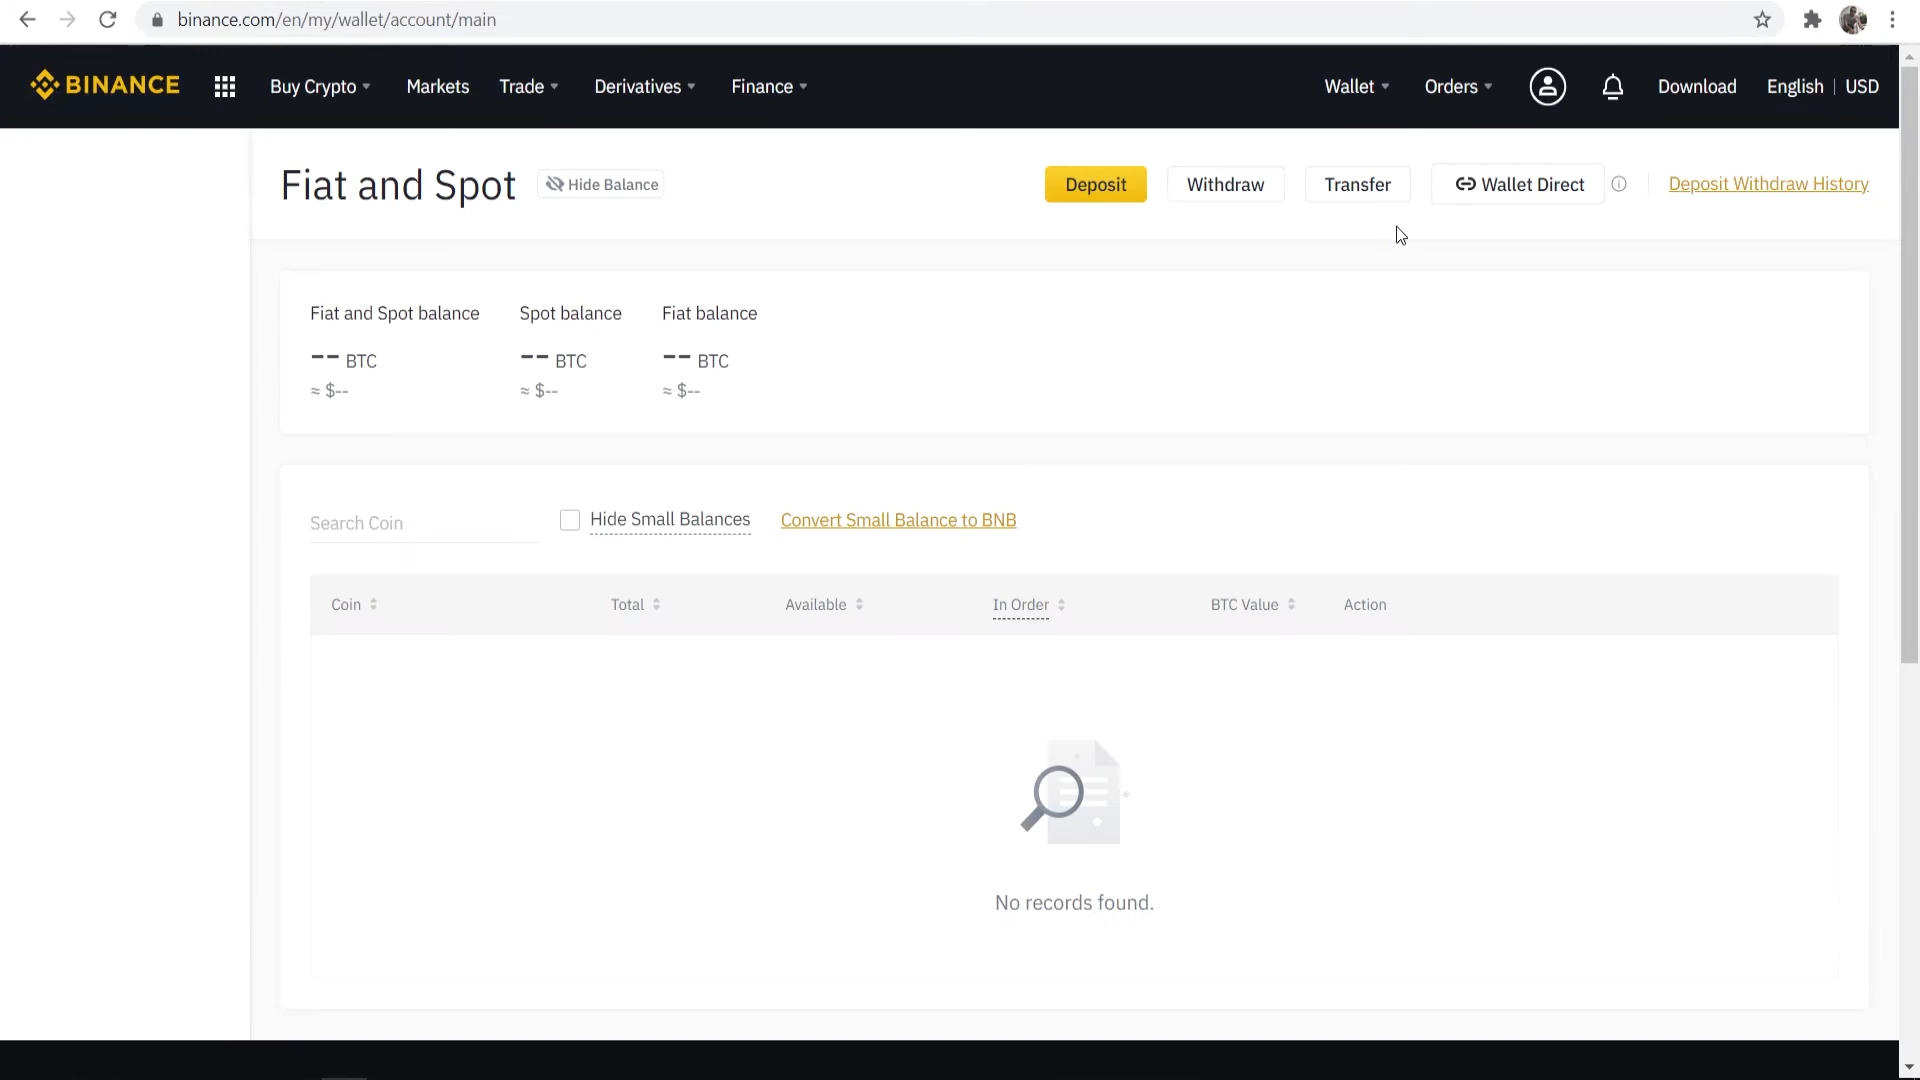 binance.com/en/my/wallet/account/main
BINANCE Buy Crypto Markets Trade Derivatives Finance Wallet Orders Download English | USD
Fiat and Spot Hide Balance Deposit Withdraw Transfer Wallet Direct Deposit Withdraw History
Fiat and Spot balance Spot balance Fiat balance
-- BTC -- BTC -- BTC
≈ $-- ≈ $-- ≈ $--
Search Coin Hide Small Balances Convert Small Balance to BNB
Coin Total Available In Order BTC Value Action
No records found.